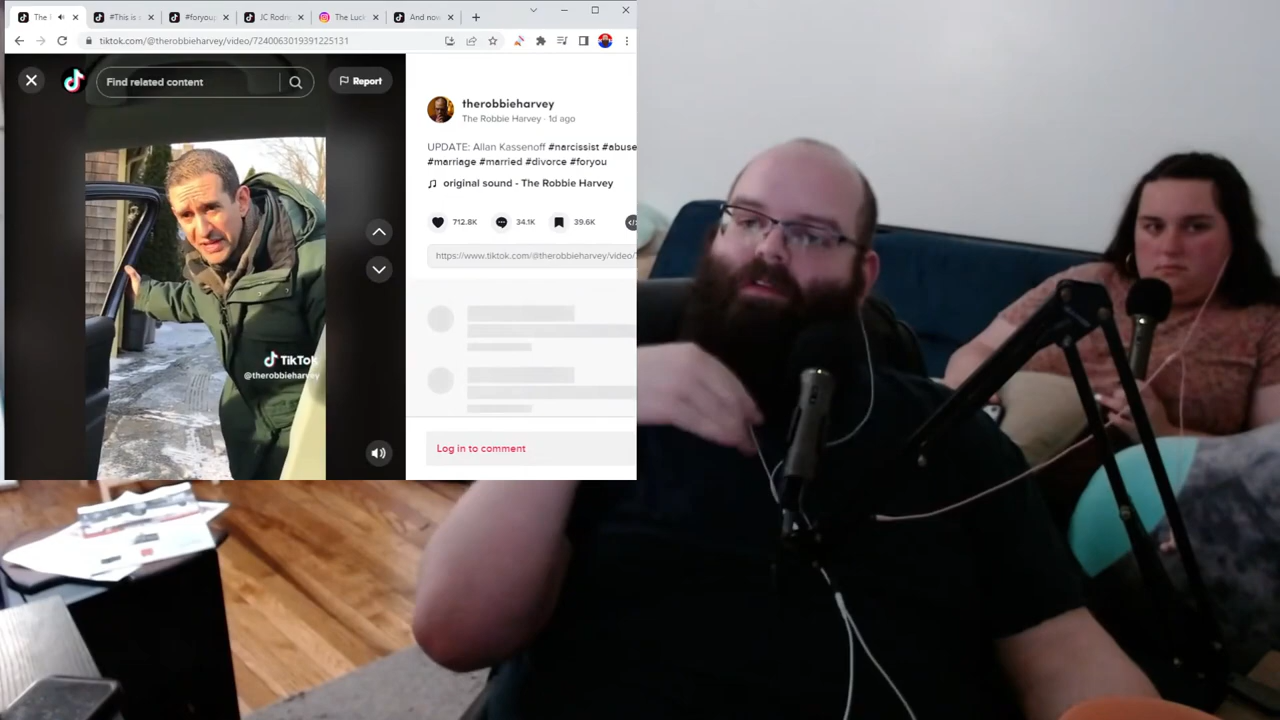 The I
#This is
#foryou
JC Rodri
The Luck
And now
tiktok.com/@therobbieharvey/video/7240063019391225131
Find related content
Report
therobbieharvey
The Robbie Harvey · 1d ago
UPDATE: Allan Kassenoff #narcissist #abuse
#marriage #married #divorce #foryou
original sound - The Robbie Harvey
712.8K
34.1K
39.6K
https://www.tiktok.com/@therobbieharvey/video/
TikTok
@therobbieharvey
Log in to comment